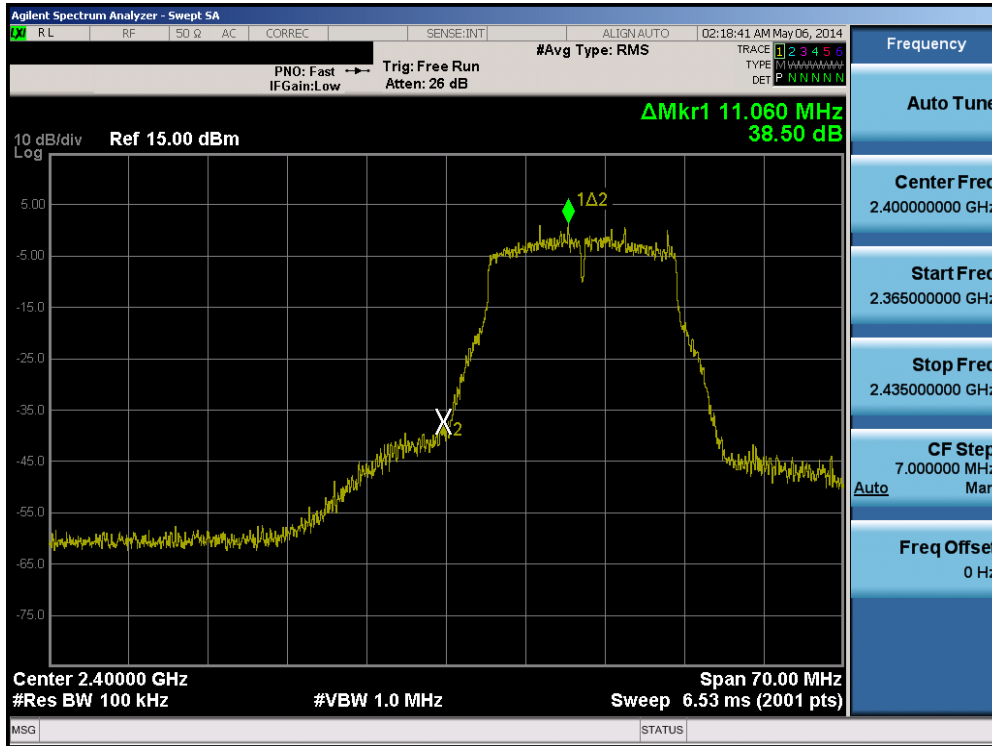 Agilent Spectrum Analyzer - Swept SA
LXI RL RF 50 Ω AC CORREC SENSE:INT ALIGN AUTO 02:18:41 AM May 06, 2014
#Avg Type: RMS TRACE 1 2 3 4 5 6
PNO: Fast Trig: Free Run TYPE M WWWWW
IFGain:Low Atten: 26 dB DET P N N N N N
ΔMkr1 11.060 MHz
38.50 dB
10 dB/div Ref 15.00 dBm
Log
1Δ2
5.00
-5.00
-15.0
-25.0
-35.0
X2
-45.0
-55.0
-65.0
-75.0
Center 2.40000 GHz Span 70.00 MHz
#Res BW 100 kHz #VBW 1.0 MHz Sweep 6.53 ms (2001 pts)
MSG STATUS
Frequency
Auto Tune
Center Freq
2.400000000 GHz
Start Freq
2.365000000 GHz
Stop Freq
2.435000000 GHz
CF Step
7.000000 MHz
Auto Man
Freq Offset
0 Hz